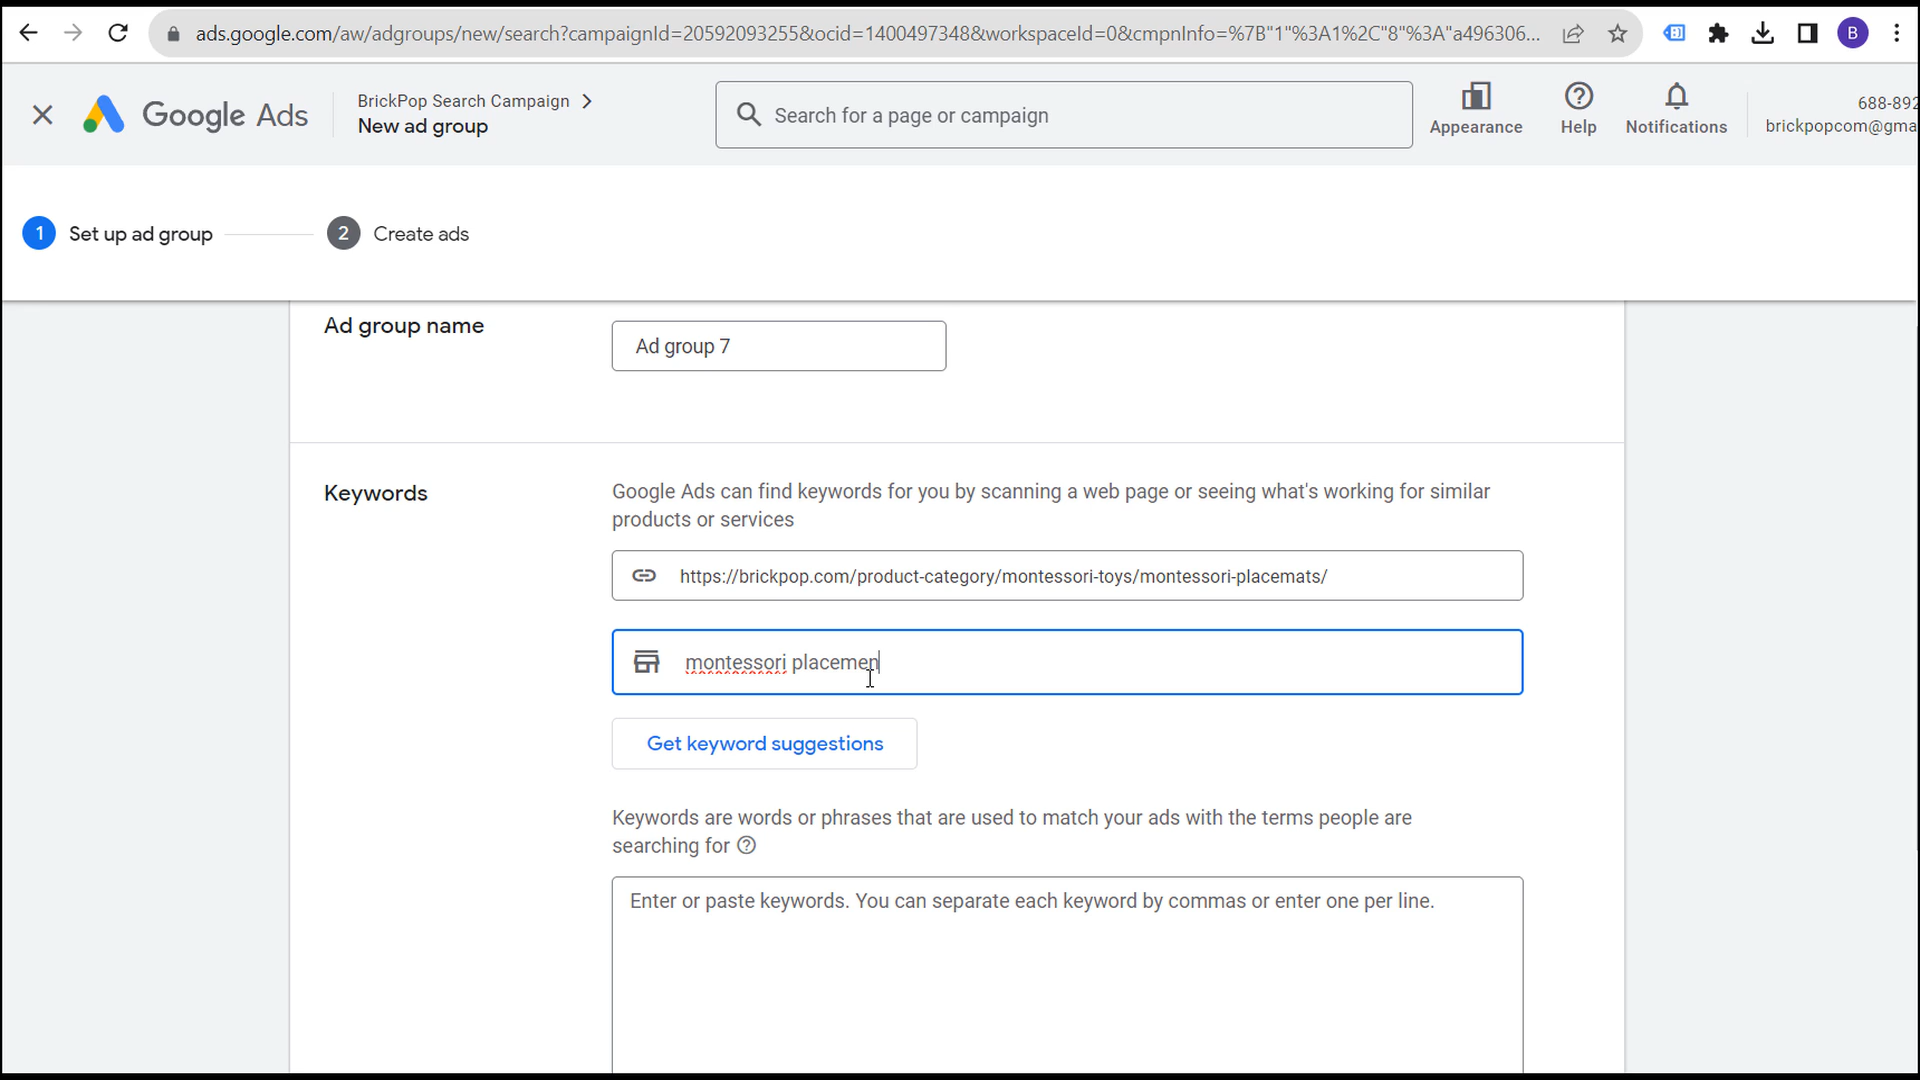 ads.google.com/aw/adgroups/new/search?campaignId=20592093255&ocid=1400497348&workspaceId=0&cmpnInfo=%7B"1"%3A1%2C"8"%3A"a496306...
B
Google Ads
BrickPop Search Campaign
New ad group
Search for a page or campaign
Appearance
Help
Notifications
688-892
brickpopcom@gma
1 Set up ad group
2 Create ads
Ad group name
Ad group 7
Keywords
Google Ads can find keywords for you by scanning a web page or seeing what's working for similar
products or services
https://brickpop.com/product-category/montessori-toys/montessori-placemats/
montessori placemen
Get keyword suggestions
Keywords are words or phrases that are used to match your ads with the terms people are
searching for
Enter or paste keywords. You can separate each keyword by commas or enter one per line.